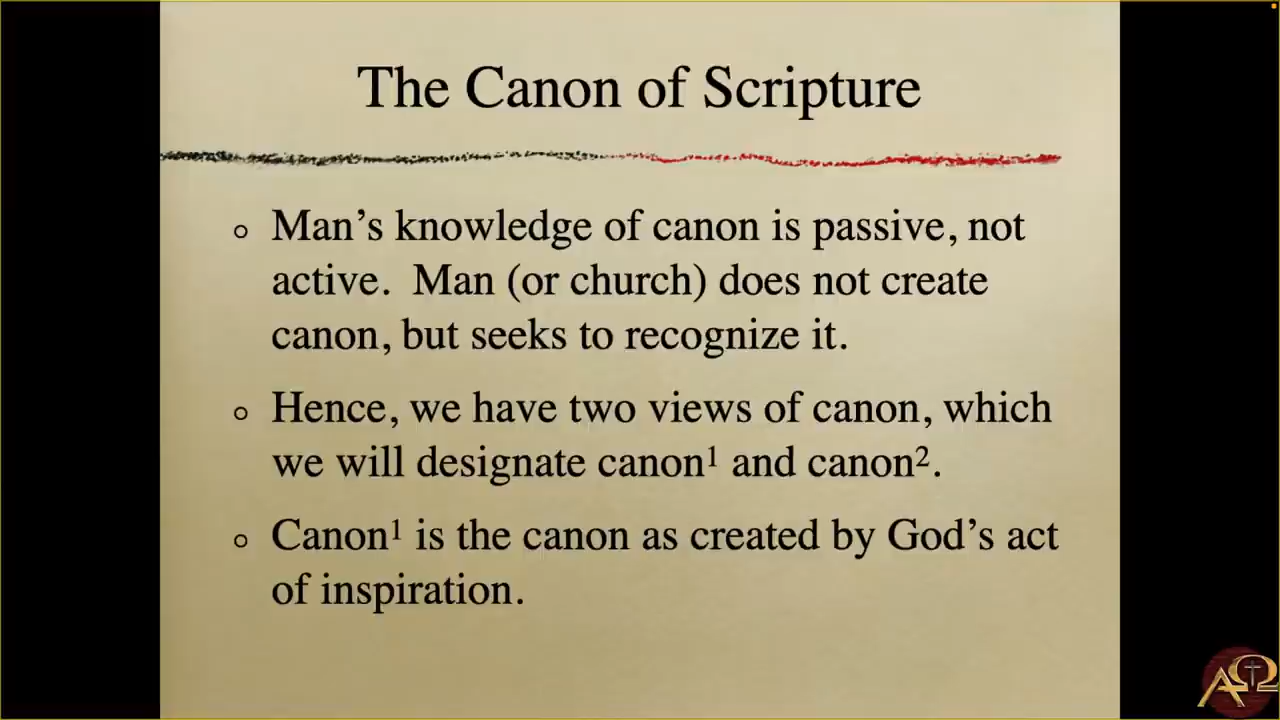 The Canon of Scripture
Man’s knowledge of canon is passive, not
active. Man (or church) does not create
canon, but seeks to recognize it.
Hence, we have two views of canon, which
we will designate canon¹ and canon².
Canon¹ is the canon as created by God’s act
of inspiration.
ΑΩ